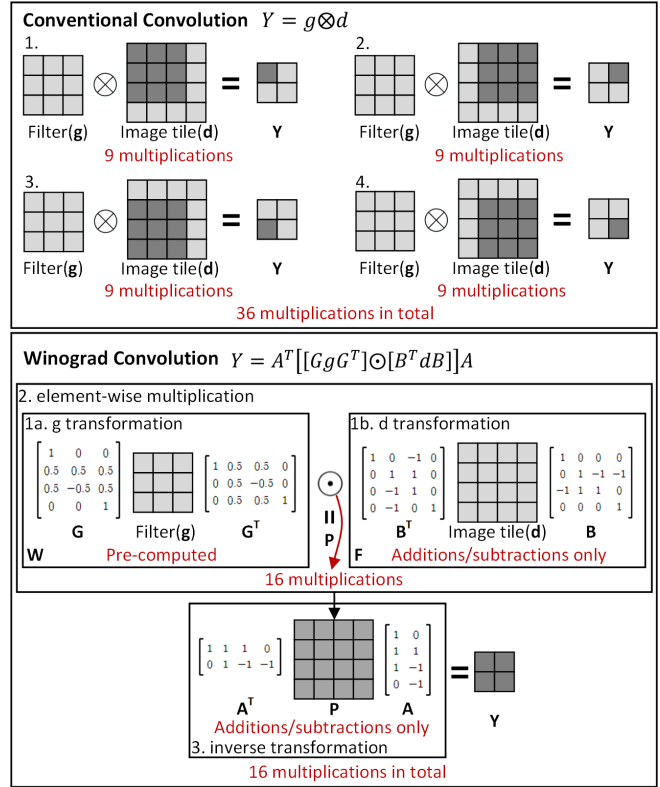 Conventional Convolution Y = g⊗d
1. 2.
⊗ = ⊗ =
Filter(g) Image tile(d) Y Filter(g) Image tile(d) Y
9 multiplications 9 multiplications
3. 4.
⊗ = ⊗ =
Filter(g) Image tile(d) Y Filter(g) Image tile(d) Y
9 multiplications 9 multiplications
36 multiplications in total
Winograd Convolution Y = Aᵀ[[GgGᵀ]⊙[BᵀdB]]A
2. element-wise multiplication
1a. g transformation
1 0 0
0.5 0.5 0.5
0.5 −0.5 0.5
0 0 1
G
Filter(g)
1 0.5 0.5 0
0 0.5 −0.5 0
0 0.5 0.5 1
Gᵀ
W Pre-computed
⊙
=
P
1b. d transformation
1 0 −1 0
0 1 1 0
0 −1 1 0
0 −1 0 1
Bᵀ
Image tile(d)
1 0 0 0
0 1 −1 −1
−1 1 1 0
0 0 0 1
B
F Additions/subtractions only
16 multiplications
1 1 1 0
0 1 −1 −1
Aᵀ
P
1 0
1 1
1 −1
0 −1
A
=
Y
Additions/subtractions only
3. inverse transformation
16 multiplications in total